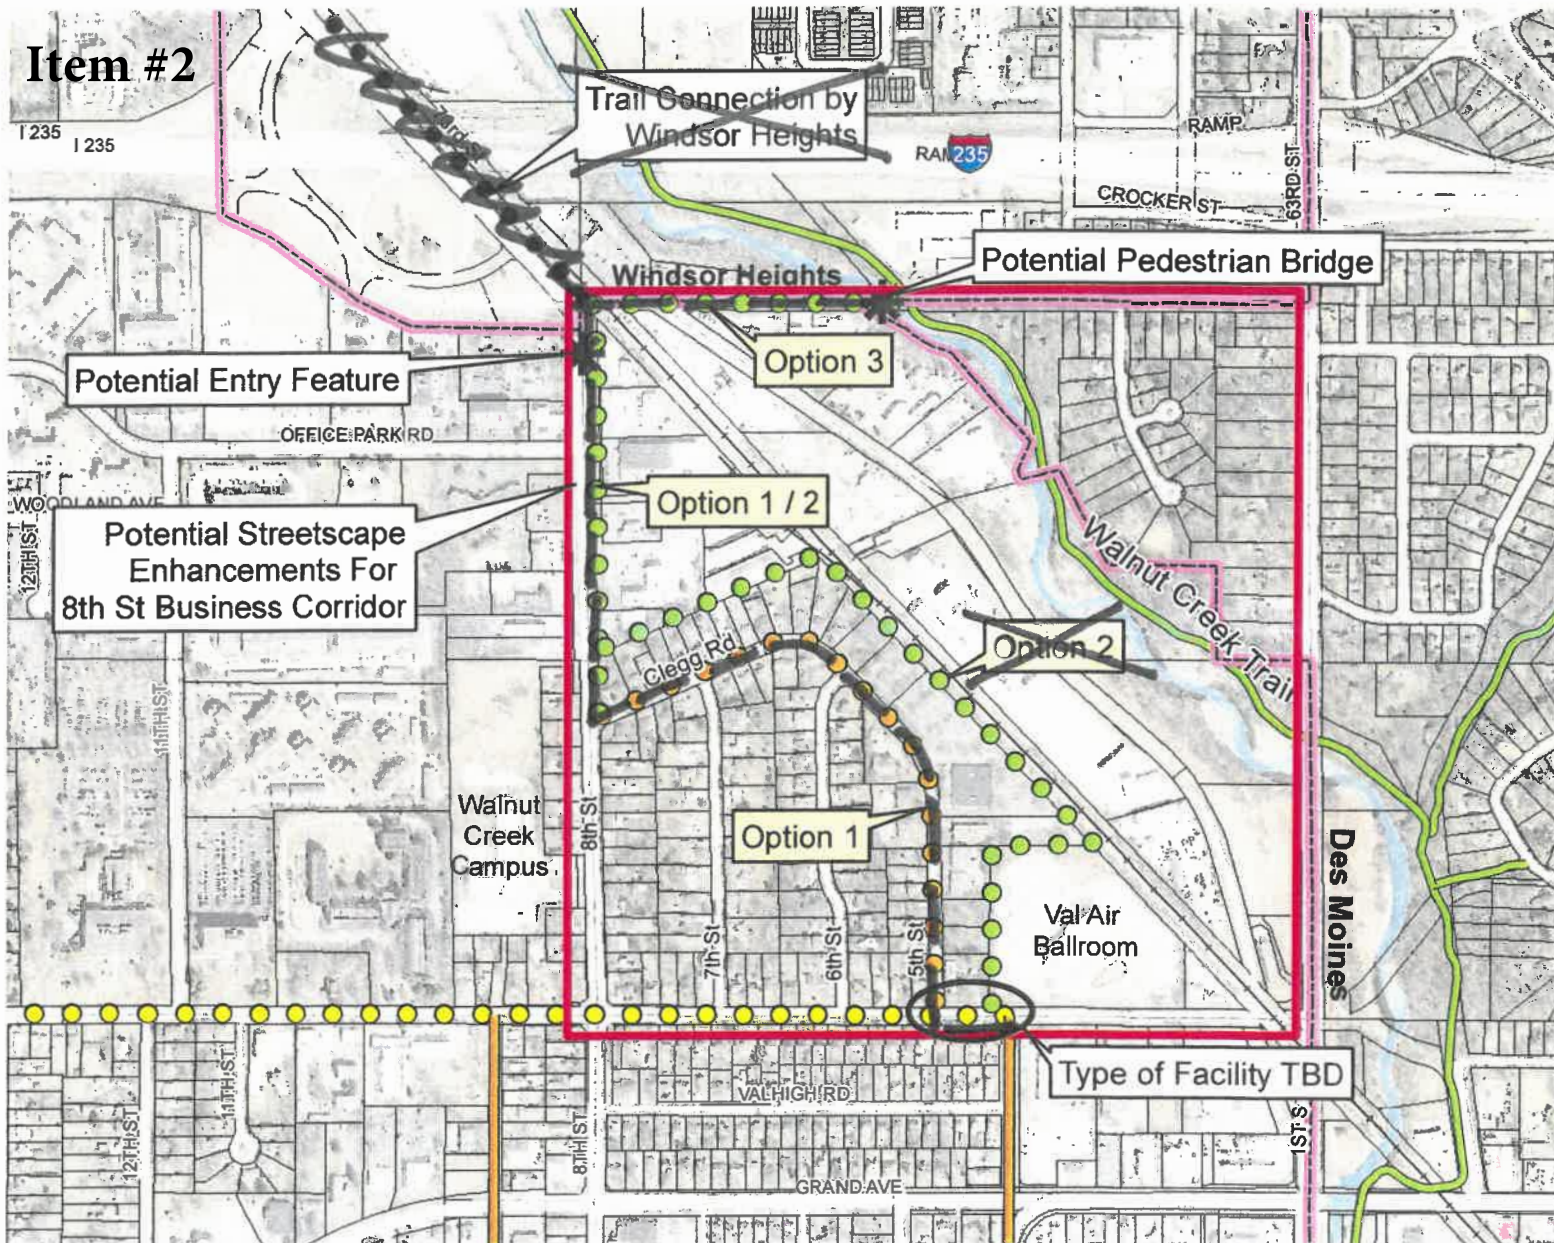 Item #2
I 235
I 235
Trail Connection by
Windsor Heights
RAMP
RAM
235
63RD ST
CROCKER ST
Windsor Heights
Potential Pedestrian Bridge
Potential Entry Feature
Option 3
OFFICE PARK RD
WOODLAND AVE
12TH ST
Option 1 / 2
Potential Streetscape
Enhancements For
8th St Business Corridor
Walnut Creek Trail
Option 2
Clegg Rd
11TH ST
Walnut
Creek
Campus
8th St
Option 1
Des Moines
7th St
6th St
5th St
Val Air
Ballroom
Type of Facility TBD
VALHIGH RD
11TH ST
12TH ST
8TH ST
1ST S
GRAND AVE